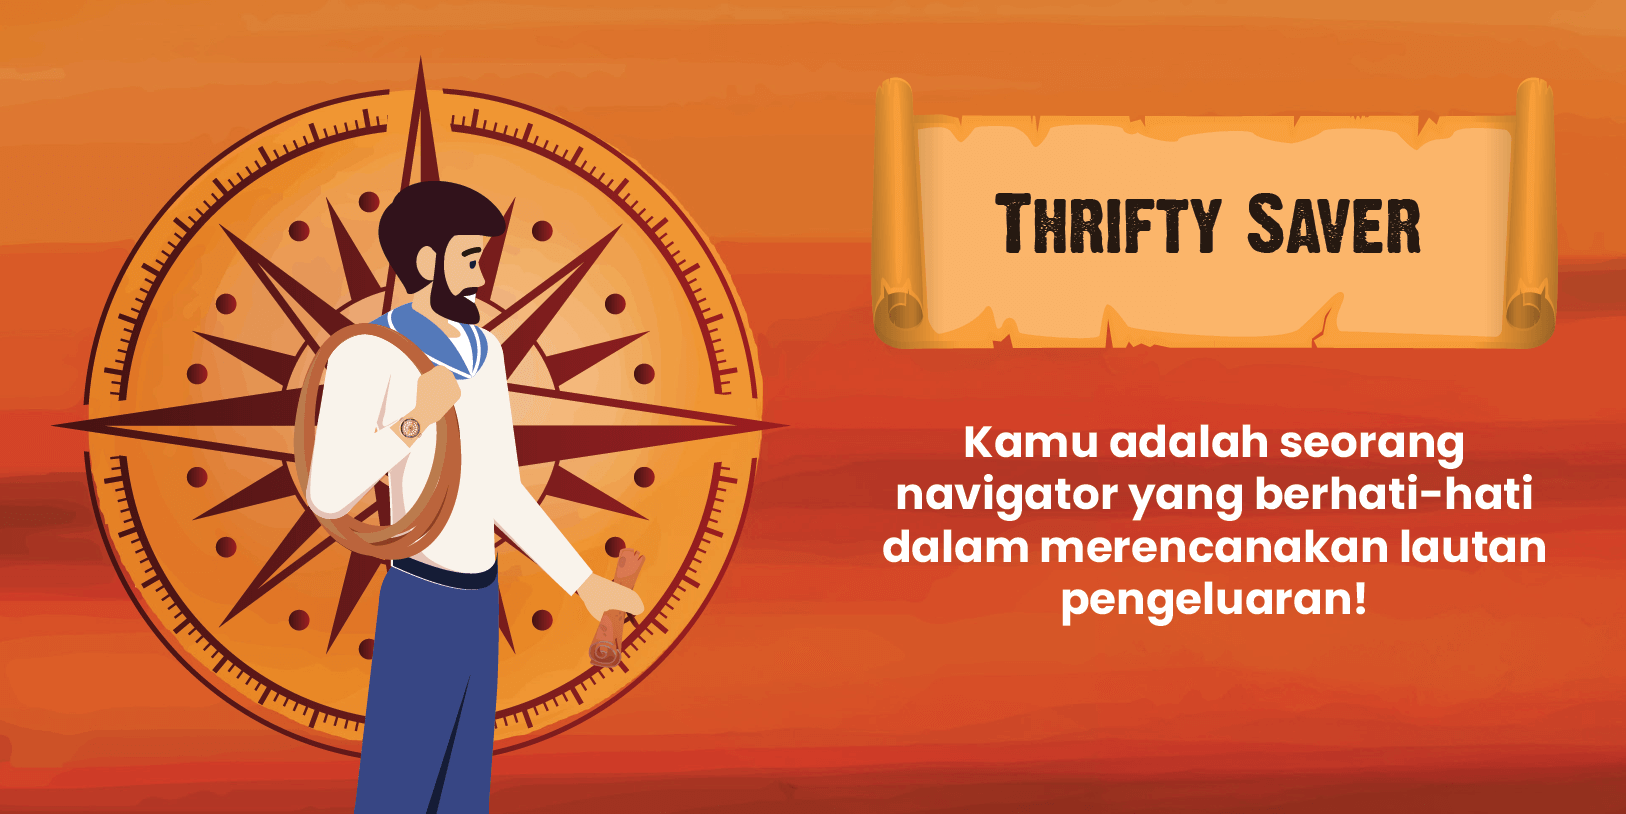 Thrifty Saver
Kamu adalah seorang
navigator yang berhati-hati
dalam merencanakan lautan
pengeluaran!